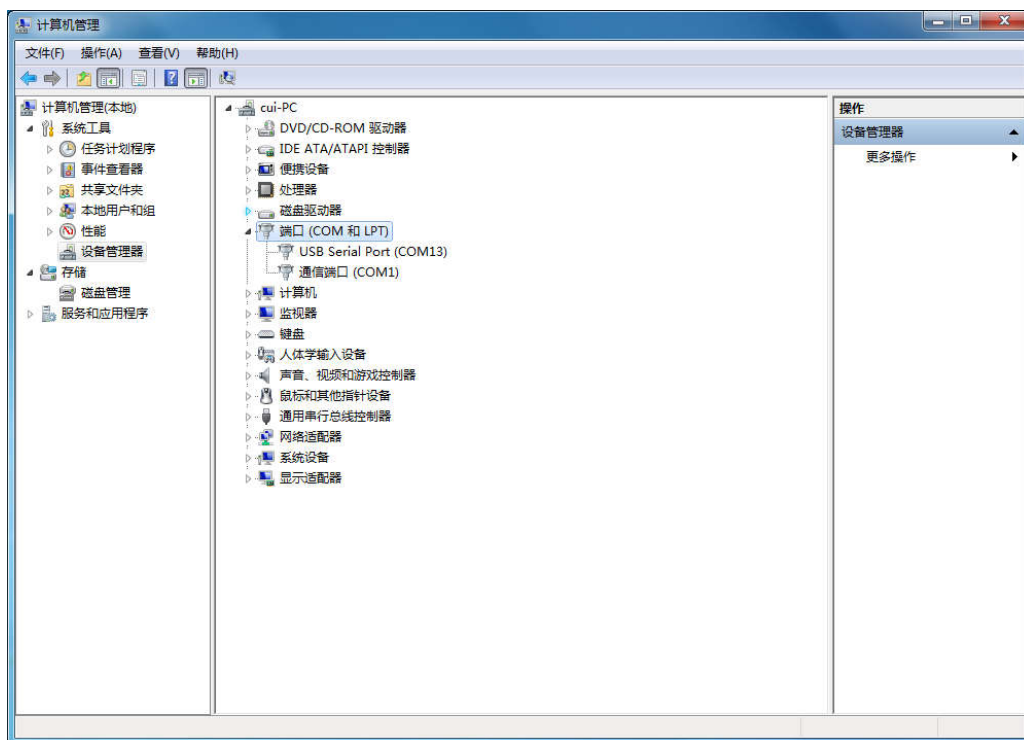 计算机管理
文件(F) 操作(A) 查看(V) 帮助(H)
计算机管理(本地)
系统工具
任务计划程序
事件查看器
共享文件夹
本地用户和组
性能
设备管理器
存储
磁盘管理
服务和应用程序
cui-PC
DVD/CD-ROM 驱动器
IDE ATA/ATAPI 控制器
便携设备
处理器
磁盘驱动器
端口 (COM 和 LPT)
USB Serial Port (COM13)
通信端口 (COM1)
计算机
监视器
键盘
人体学输入设备
声音、视频和游戏控制器
鼠标和其他指针设备
通用串行总线控制器
网络适配器
系统设备
显示适配器
操作
设备管理器
更多操作